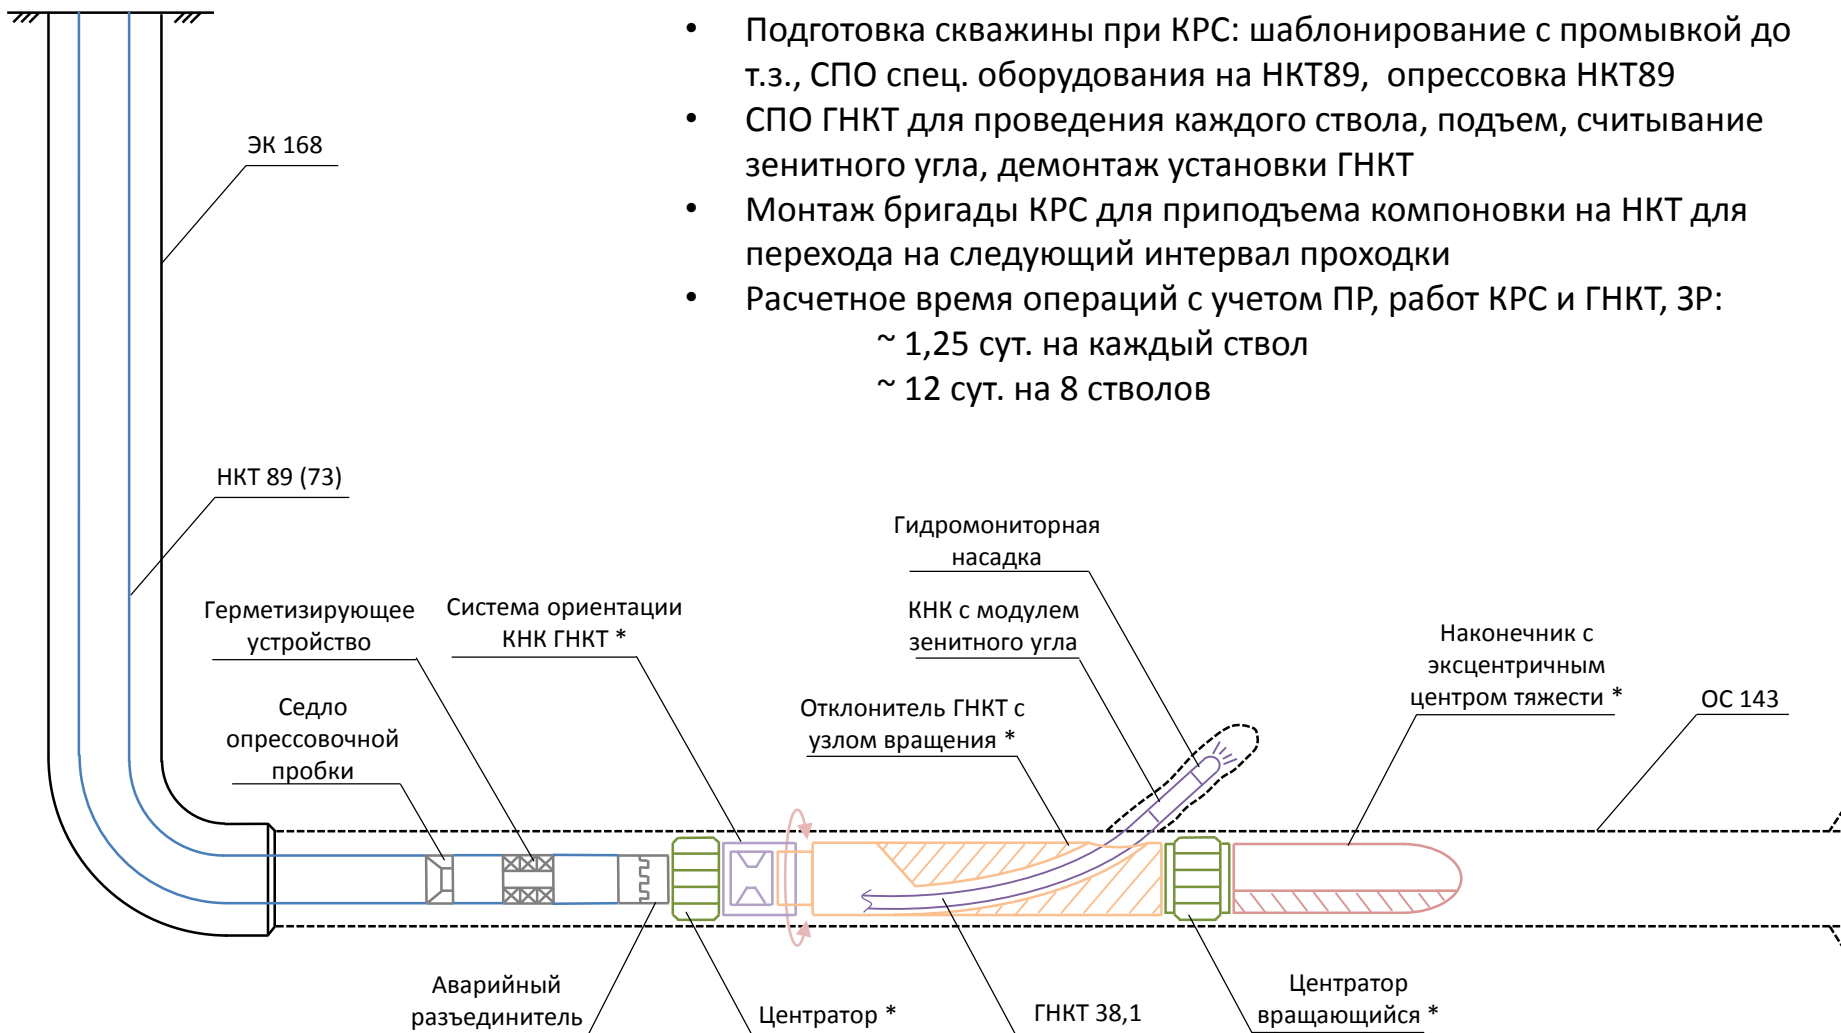 • Подготовка скважины при КРС: шаблонирование с промывкой до
т.з., СПО спец. оборудования на НКТ89, опрессовка НКТ89
• СПО ГНКТ для проведения каждого ствола, подъем, считывание
зенитного угла, демонтаж установки ГНКТ
• Монтаж бригады КРС для приподъема компоновки на НКТ для
перехода на следующий интервал проходки
• Расчетное время операций с учетом ПР, работ КРС и ГНКТ, ЗР:
~ 1,25 сут. на каждый ствол
~ 12 сут. на 8 стволов
ЭК 168
НКТ 89 (73)
Герметизирующее
устройство
Система ориентации
КНК ГНКТ *
Седло
опрессовочной
пробки
Гидромониторная
насадка
КНК с модулем
зенитного угла
Отклонитель ГНКТ с
узлом вращения *
Наконечник с
эксцентричным
центром тяжести *
ОС 143
Аварийный
разъединитель
Центратор *
ГНКТ 38,1
Центратор
вращающийся *